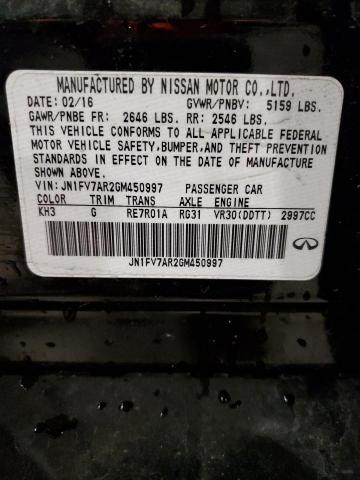 MANUFACTURED BY NISSAN MOTOR CO.,LTD.
DATE: 02/16 GVWR/PNBV: 5159 LBS.
GAWR/PNBE FR: 2646 LBS. RR: 2546 LBS.
THIS VEHICLE CONFORMS TO ALL APPLICABLE FEDERAL
MOTOR VEHICLE SAFETY,BUMPER,AND THEFT PREVENTION
STANDARDS IN EFFECT ON THE DATE OF MANUFACTURE
SHOWN ABOVE.
VIN: JN1FV7AR2GM450997 PASSENGER CAR
COLOR TRIM TRANS AXLE ENGINE
KH3 G RE7R01A RG31 VR30(DDTT) 2997CC
JN1FV7AR2GM450997